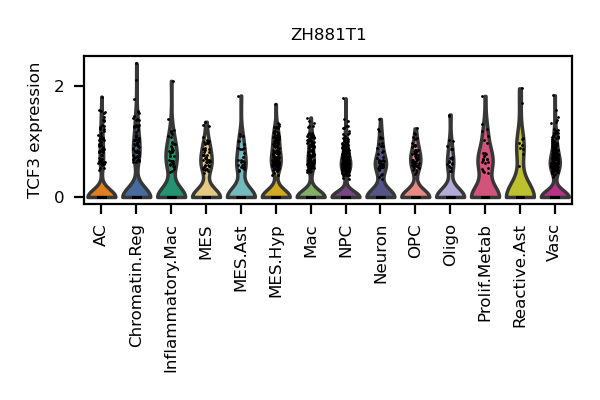 ZH881T1
TCF3 expression
2
0
AC
Chromatin.Reg
Inflammatory.Mac
MES
MES.Ast
MES.Hyp
Mac
NPC
Neuron
OPC
Oligo
Prolif.Metab
Reactive.Ast
Vasc